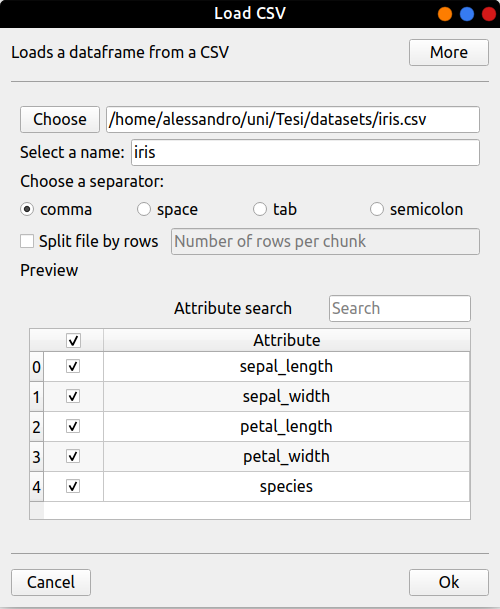 Load CSV
Loads a dataframe from a CSV More
Choose /home/alessandro/uni/Tesi/datasets/iris.csv
Select a name: iris
Choose a separator:
comma space tab semicolon
Split file by rows Number of rows per chunk
Preview
Attribute search Search
Attribute
0 sepal_length
1 sepal_width
2 petal_length
3 petal_width
4 species
Cancel Ok